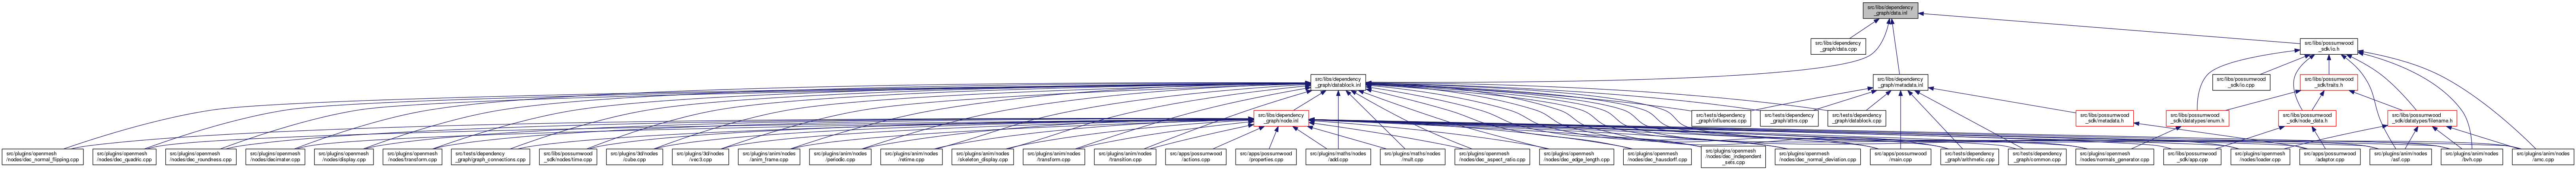 src/libs/dependency
_graph/data.inl
src/libs/dependency
_graph/data.cpp
src/libs/possumwood
_sdk/io.h
src/libs/dependency
_graph/datablock.inl
src/libs/dependency
_graph/metadata.inl
src/libs/possumwood
_sdk/io.cpp
src/libs/possumwood
_sdk/traits.h
src/libs/dependency
_graph/node.inl
src/tests/dependency
_graph/influences.cpp
src/tests/dependency
_graph/attrs.cpp
src/tests/dependency
_graph/datablock.cpp
src/libs/possumwood
_sdk/metadata.h
src/libs/possumwood
_sdk/datatypes/enum.h
src/libs/possumwood
_sdk/node_data.h
src/libs/possumwood
_sdk/datatypes/filename.h
src/plugins/openmesh
/nodes/dec_normal_flipping.cpp
src/plugins/openmesh
/nodes/dec_quadric.cpp
src/plugins/openmesh
/nodes/dec_roundness.cpp
src/plugins/openmesh
/nodes/decimater.cpp
src/plugins/openmesh
/nodes/display.cpp
src/plugins/openmesh
/nodes/transform.cpp
src/tests/dependency
_graph/graph_connections.cpp
src/libs/possumwood
_sdk/nodes/time.cpp
src/plugins/3d/nodes
/cube.cpp
src/plugins/3d/nodes
/vec3.cpp
src/plugins/anim/nodes
/anim_frame.cpp
src/plugins/anim/nodes
/periodic.cpp
src/plugins/anim/nodes
/retime.cpp
src/plugins/anim/nodes
/skeleton_display.cpp
src/plugins/anim/nodes
/transform.cpp
src/plugins/anim/nodes
/transition.cpp
src/apps/possumwood
/actions.cpp
src/apps/possumwood
/properties.cpp
src/plugins/maths/nodes
/add.cpp
src/plugins/maths/nodes
/mult.cpp
src/plugins/openmesh
/nodes/dec_aspect_ratio.cpp
src/plugins/openmesh
/nodes/dec_edge_length.cpp
src/plugins/openmesh
/nodes/dec_hausdoff.cpp
src/plugins/openmesh
/nodes/dec_independent
_sets.cpp
src/plugins/openmesh
/nodes/dec_normal_deviation.cpp
src/apps/possumwood
/main.cpp
src/tests/dependency
_graph/arithmetic.cpp
src/tests/dependency
_graph/common.cpp
src/plugins/openmesh
/nodes/normals_generator.cpp
src/libs/possumwood
_sdk/app.cpp
src/plugins/openmesh
/nodes/loader.cpp
src/apps/possumwood
/adaptor.cpp
src/plugins/anim/nodes
/asf.cpp
src/plugins/anim/nodes
/bvh.cpp
src/plugins/anim/nodes
/amc.cpp